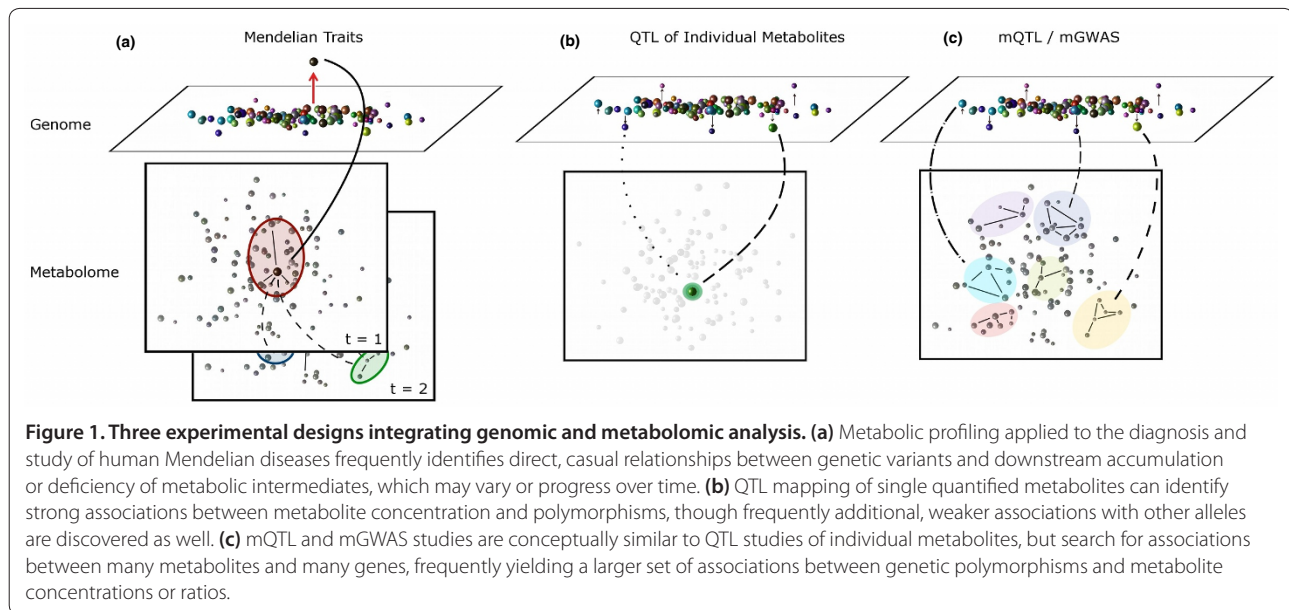 (a)
Mendelian Traits
(b)
QTL of Individual Metabolites
(c)
mQTL / mGWAS
Genome
Metabolome
t = 1
t = 2
Figure 1. Three experimental designs integrating genomic and metabolomic analysis. (a) Metabolic profiling applied to the diagnosis and
study of human Mendelian diseases frequently identifies direct, casual relationships between genetic variants and downstream accumulation
or deficiency of metabolic intermediates, which may vary or progress over time. (b) QTL mapping of single quantified metabolites can identify
strong associations between metabolite concentration and polymorphisms, though frequently additional, weaker associations with other alleles
are discovered as well. (c) mQTL and mGWAS studies are conceptually similar to QTL studies of individual metabolites, but search for associations
between many metabolites and many genes, frequently yielding a larger set of associations between genetic polymorphisms and metabolite
concentrations or ratios.